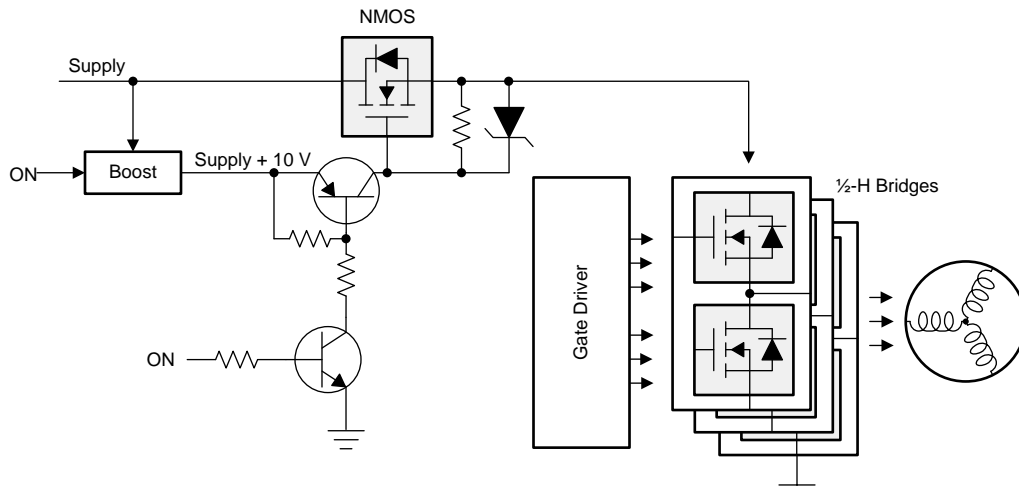 NMOS
Supply
ON
Boost
Supply + 10 V
½-H Bridges
Gate Driver
ON